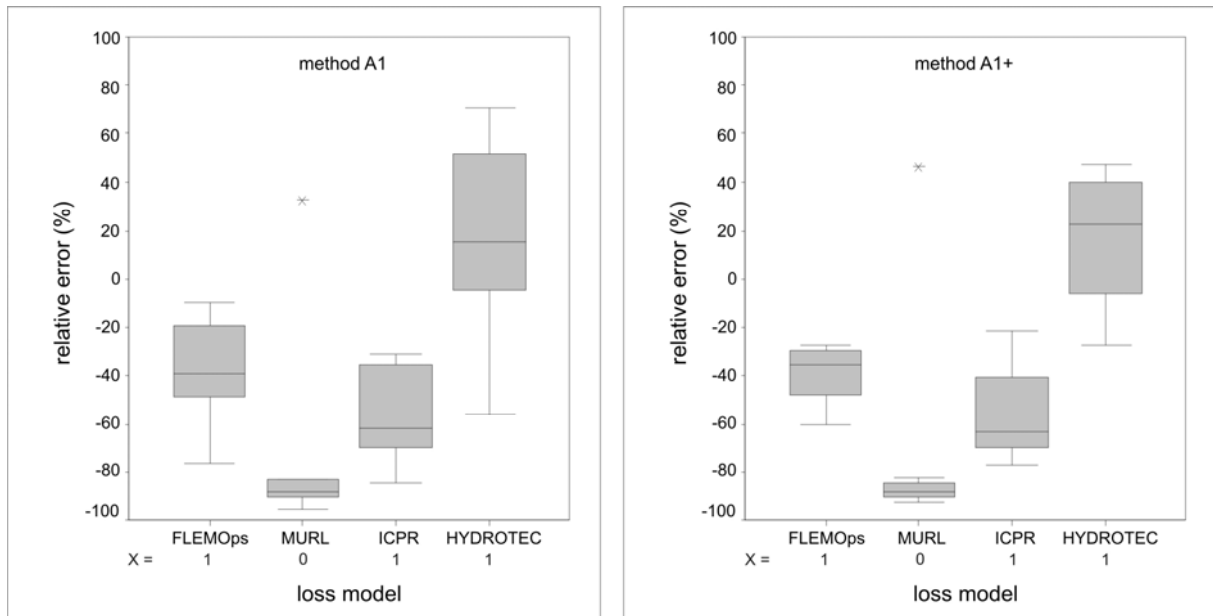 method A1
relative error (%)
100
80
60
40
20
0
-20
-40
-60
-80
-100
FLEMOps MURL ICPR HYDROTEC
X = 1 0 1 1
loss model
method A1+
relative error (%)
100
80
60
40
20
0
-20
-40
-60
-80
-100
FLEMOps MURL ICPR HYDROTEC
X = 1 0 1 1
loss model